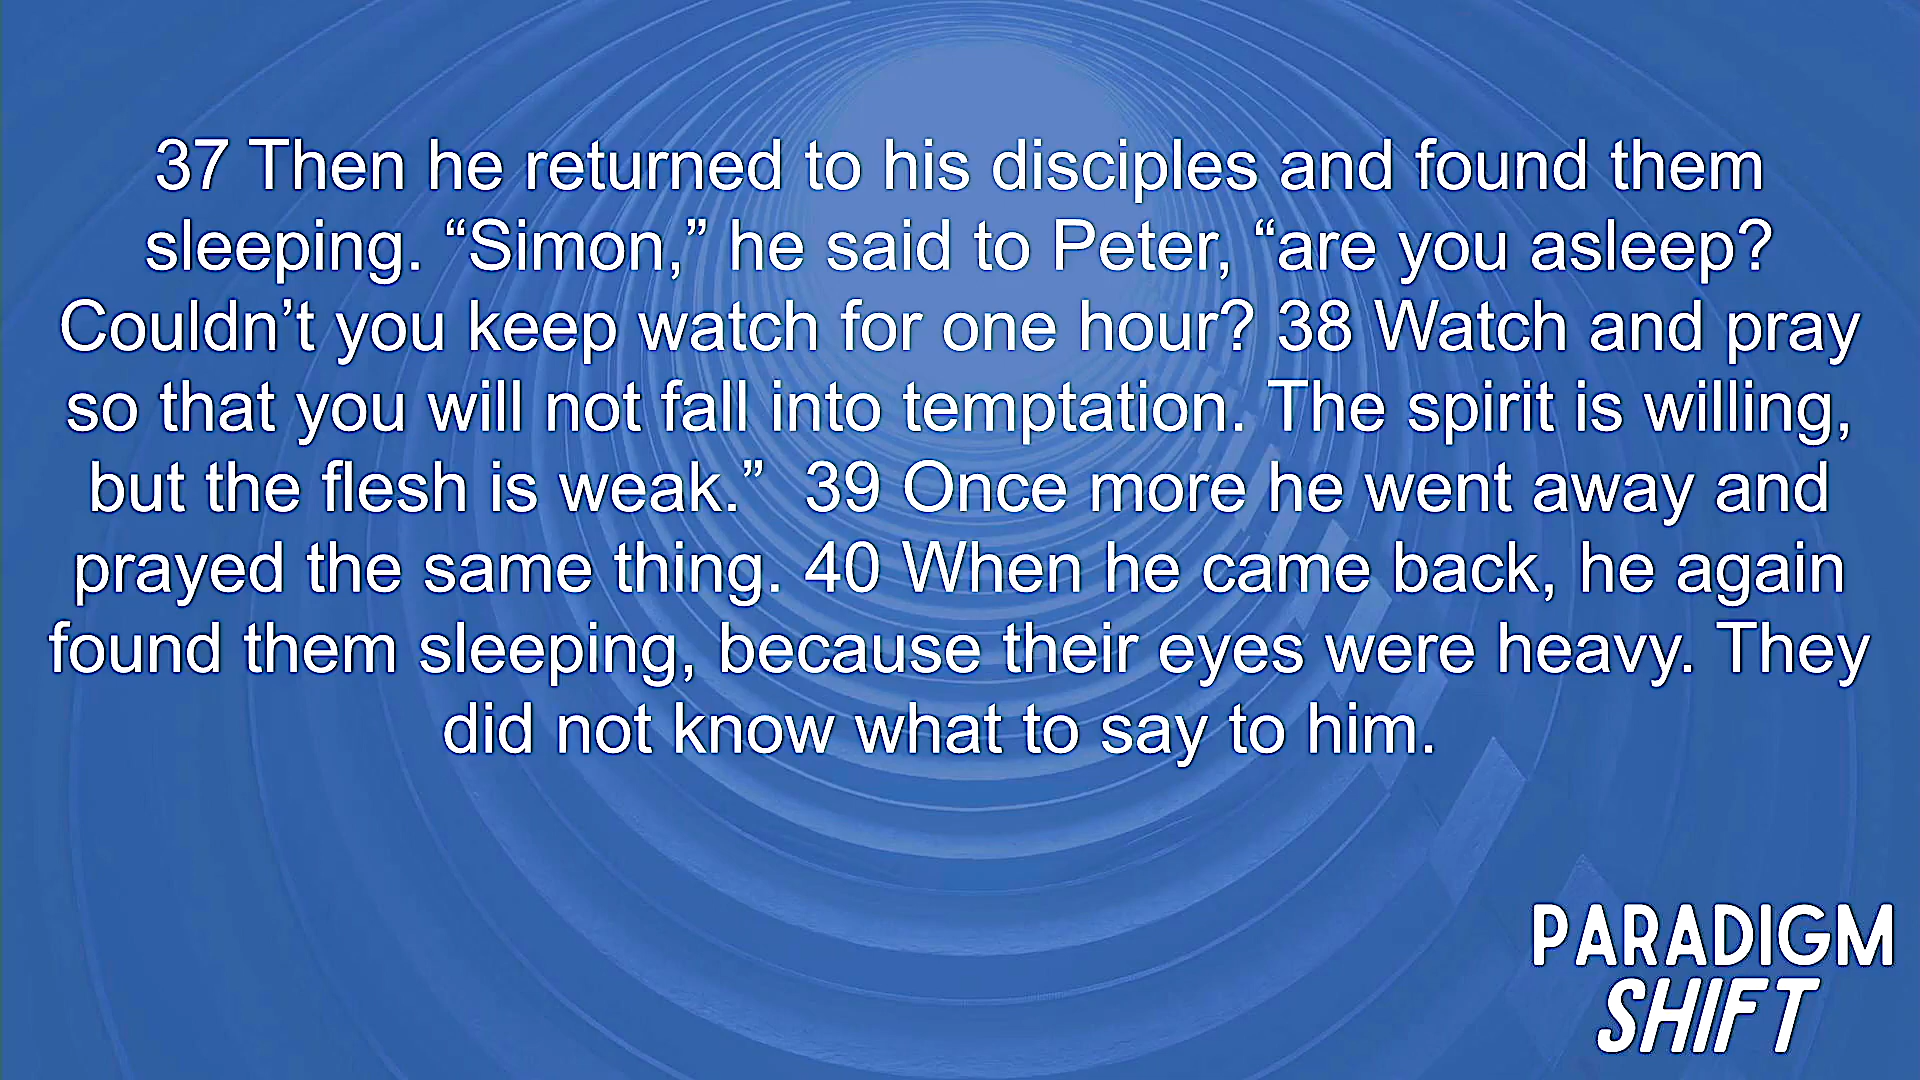 37 Then he returned to his disciples and found them
sleeping. “Simon,” he said to Peter, “are you asleep?
Couldn’t you keep watch for one hour? 38 Watch and pray
so that you will not fall into temptation. The spirit is willing,
but the flesh is weak.”  39 Once more he went away and
prayed the same thing. 40 When he came back, he again
found them sleeping, because their eyes were heavy. They
did not know what to say to him.
PARADIGM
SHIFT